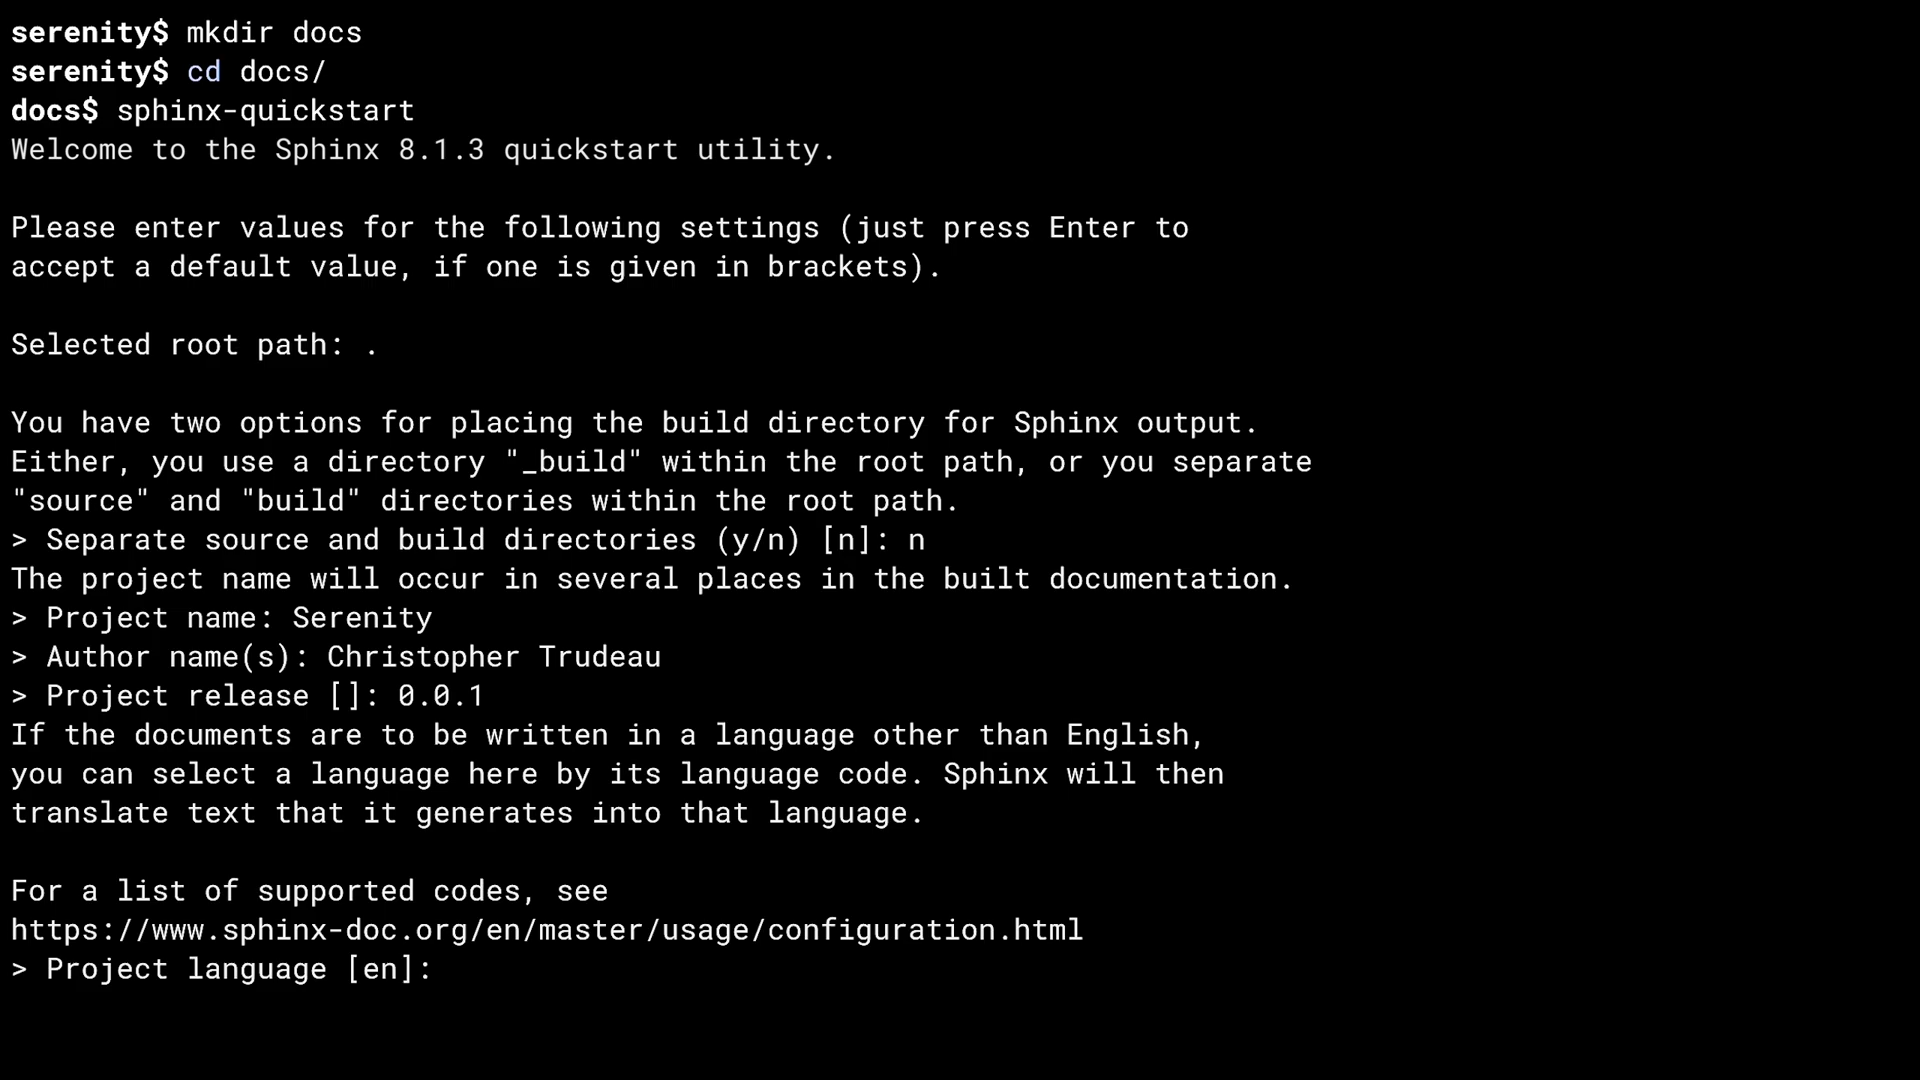 serenity$ mkdir docs
serenity$ cd docs/
docs$ sphinx-quickstart
Welcome to the Sphinx 8.1.3 quickstart utility.
Please enter values for the following settings (just press Enter to
accept a default value, if one is given in brackets).
Selected root path: .
You have two options for placing the build directory for Sphinx output.
Either, you use a directory "_build" within the root path, or you separate
"source" and "build" directories within the root path.
> Separate source and build directories (y/n) [n]: n
The project name will occur in several places in the built documentation.
> Project name: Serenity
> Author name(s): Christopher Trudeau
> Project release []: 0.0.1
If the documents are to be written in a language other than English,
you can select a language here by its language code. Sphinx will then
translate text that it generates into that language.
For a list of supported codes, see
https://www.sphinx-doc.org/en/master/usage/configuration.html
> Project language [en]: